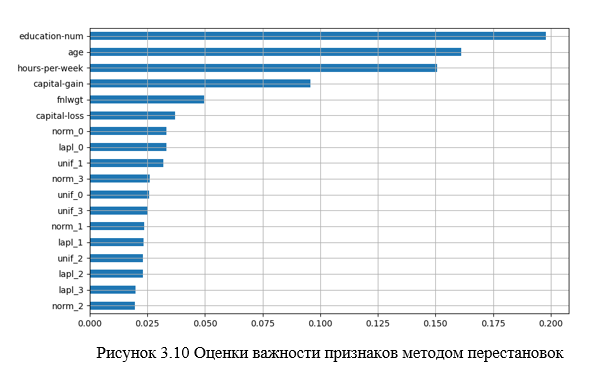 education-num
age
hours-per-week
capital-gain
fnlwgt
capital-loss
norm_0
lapl_0
unif_1
norm_3
unif_0
unif_3
norm_1
lapl_1
unif_2
lapl_2
lapl_3
norm_2
0.000 0.025 0.050 0.075 0.100 0.125 0.150 0.175 0.200
Рисунок 3.10 Оценки важности признаков методом перестановок